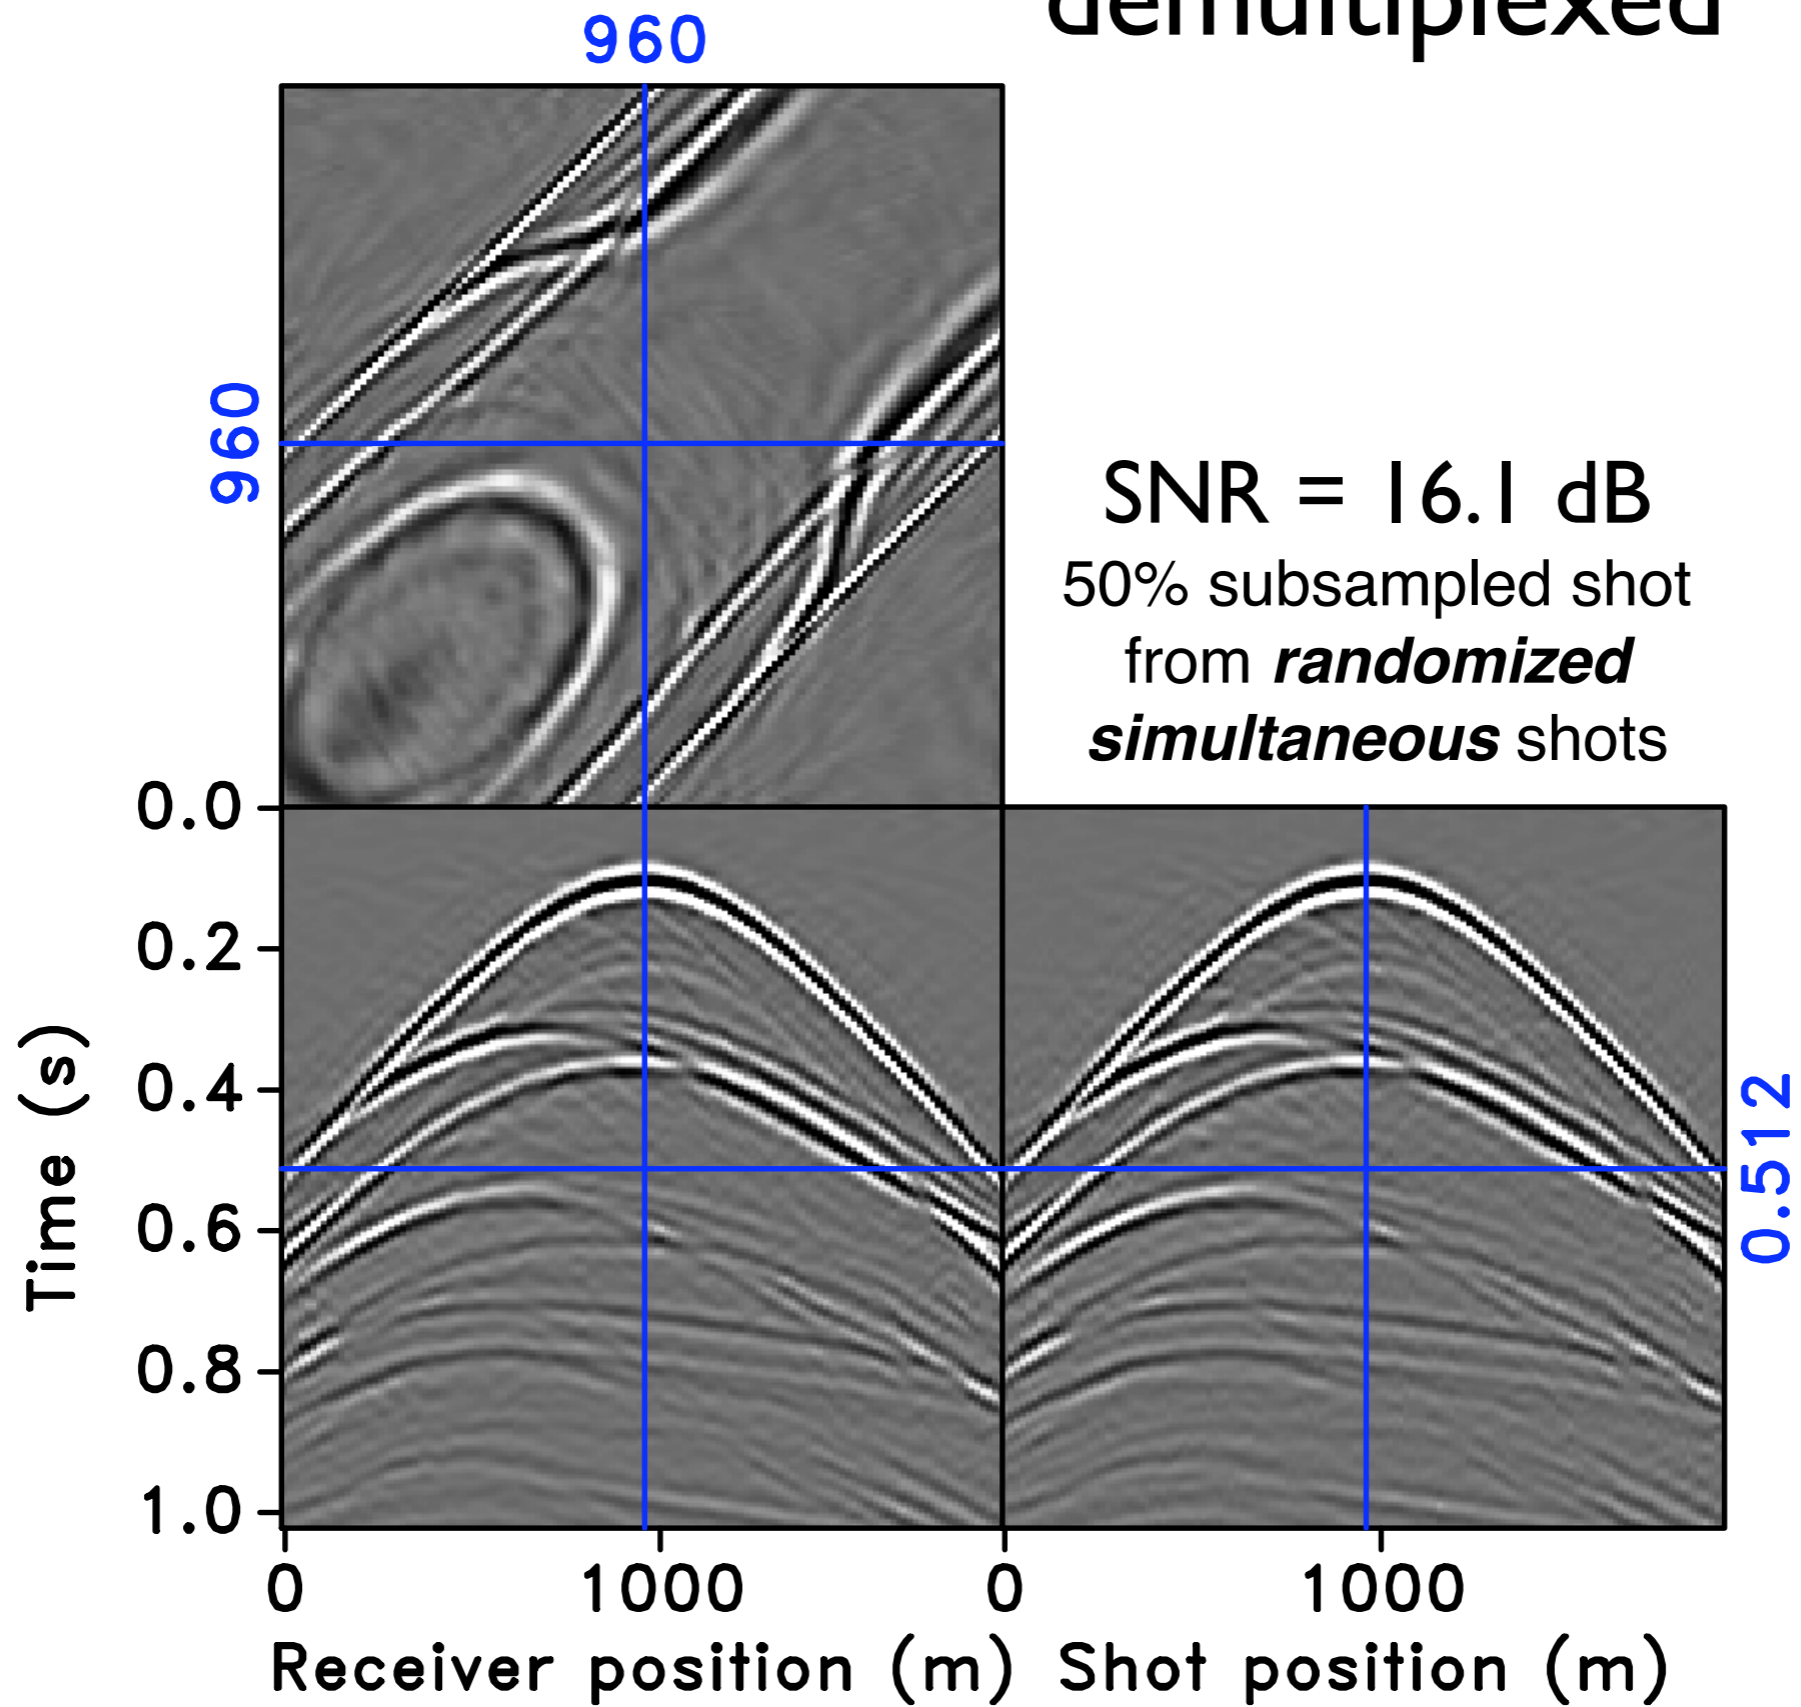 demultiplexed
960
960
SNR = 16.1 dB
50% subsampled shot
from randomized
simultaneous shots
0.0
0.2
0.4
0.6
0.8
1.0
Time (s)
0.512
0
1000
0
1000
Receiver position (m)
Shot position (m)